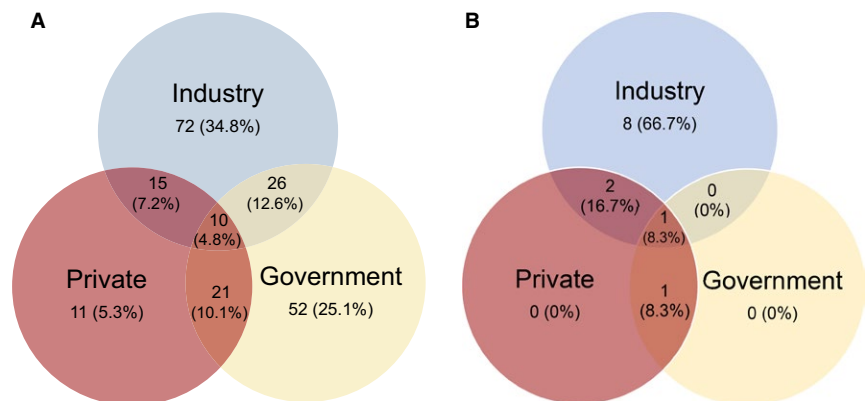 A
Industry
72 (34.8%)
15
(7.2%)
26
(12.6%)
10
(4.8%)
Private
11 (5.3%)
21
(10.1%)
Government
52 (25.1%)
B
Industry
8 (66.7%)
2
(16.7%)
0
(0%)
1
(8.3%)
Private
0 (0%)
1
(8.3%)
Government
0 (0%)